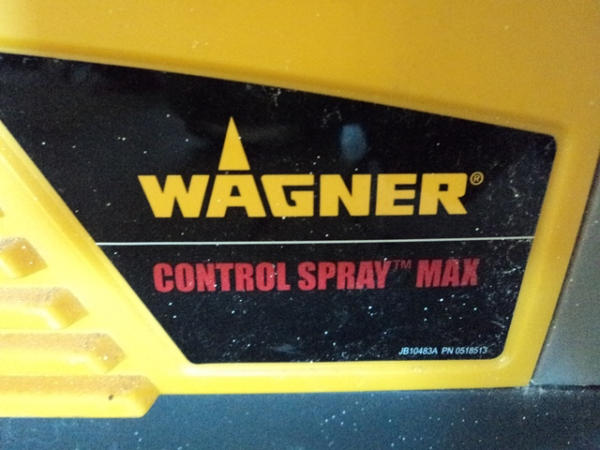 WAGNER®
CONTROL SPRAY™ MAX
JB10483A PN 0518513